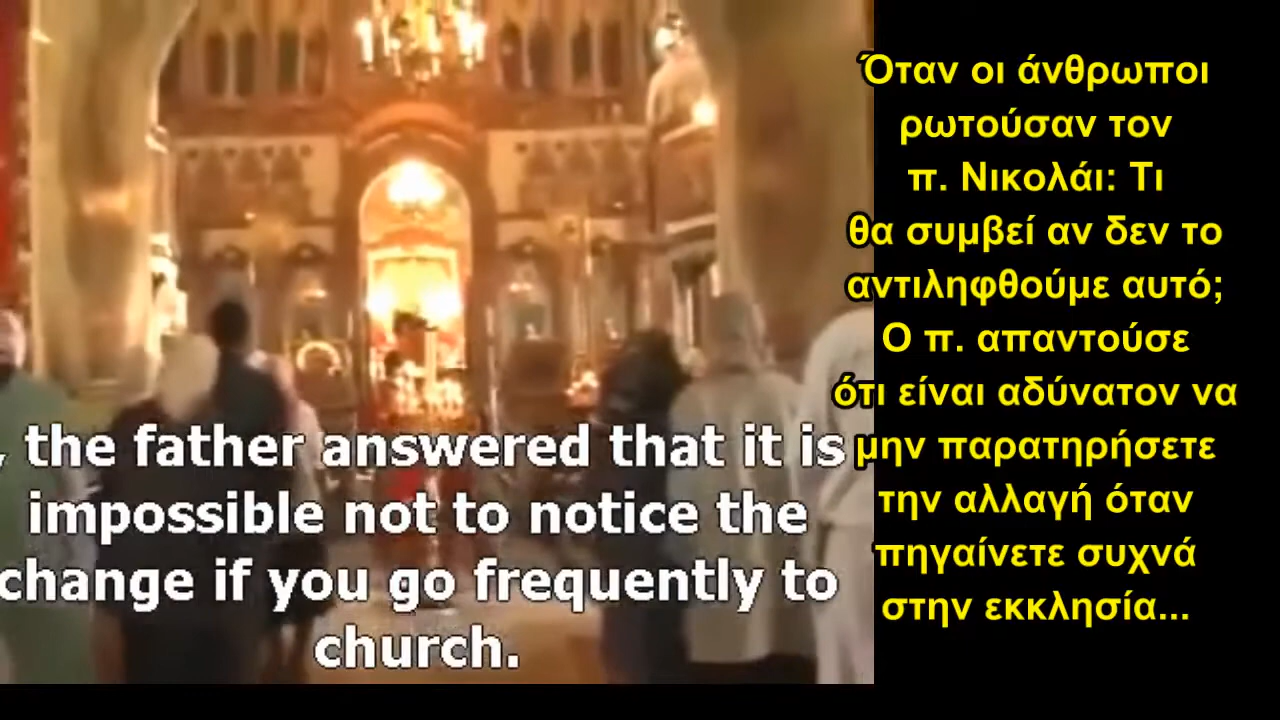 Όταν οι άνθρωποι
ρωτούσαν τον
π. Νικολάι: Τι
θα συμβεί αν δεν το
αντιληφθούμε αυτό;
Ο π. απαντούσε
ότι είναι αδύνατον να
μην παρατηρήσετε
την αλλαγή όταν
πηγαίνετε συχνά
στην εκκλησία...
, the father answered that it is
impossible not to notice the
change if you go frequently to
church.